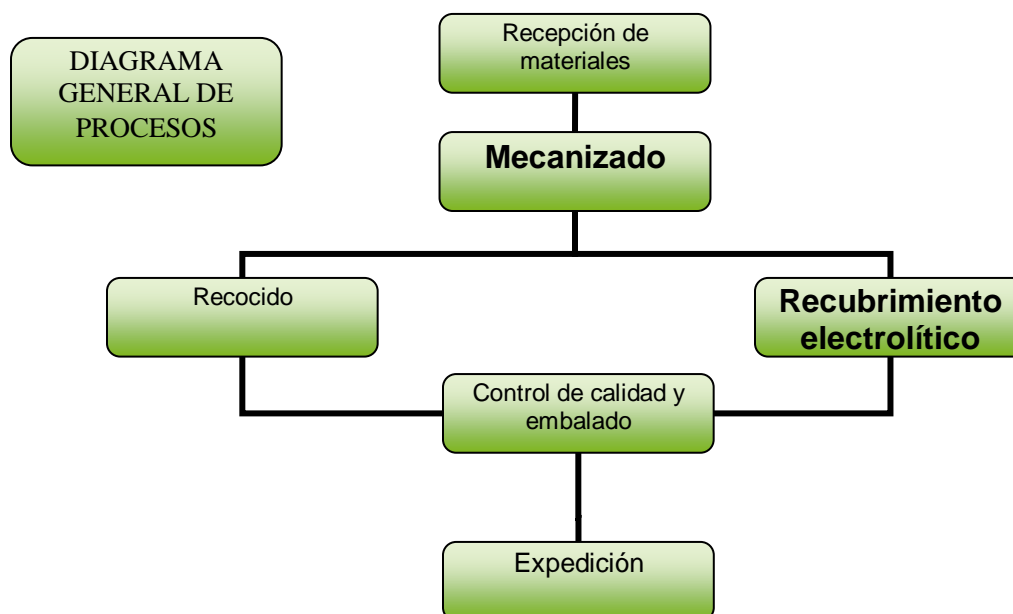 DIAGRAMA
GENERAL DE
PROCESOS
Recepción de
materiales
Mecanizado
Recocido
Recubrimiento
electrolítico
Control de calidad y
embalado
Expedición